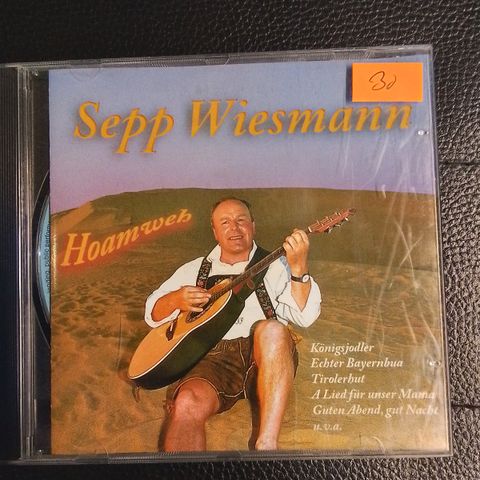 30
Sepp Wiesmann
Hoamweh
Königsjodler
Echter Bayernbua
Tirolerhut
A Lied für unser Mama
Guten Abend, gut Nacht
u.v.a.